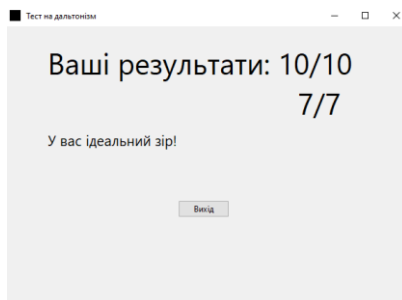 Тест на дальтонізм
Ваші результати: 10/10
7/7
У вас ідеальний зір!
Вихід